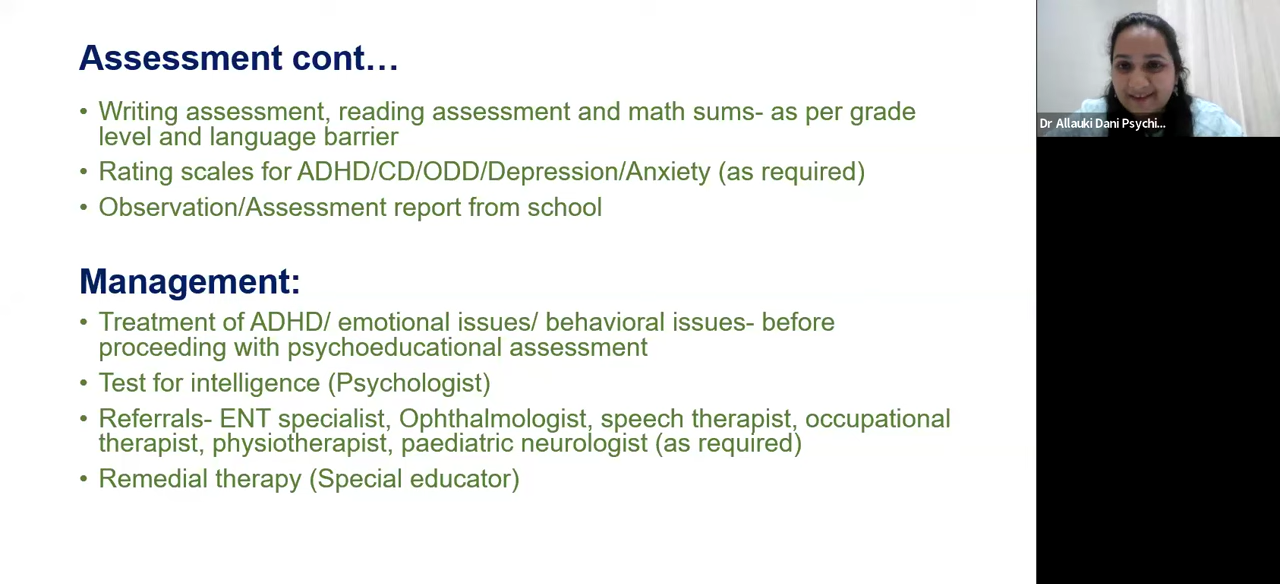 Assessment cont…
• Writing assessment, reading assessment and math sums- as per grade
level and language barrier
• Rating scales for ADHD/CD/ODD/Depression/Anxiety (as required)
• Observation/Assessment report from school
Management:
• Treatment of ADHD/ emotional issues/ behavioral issues- before
proceeding with psychoeducational assessment
• Test for intelligence (Psychologist)
• Referrals- ENT specialist, Ophthalmologist, speech therapist, occupational
therapist, physiotherapist, paediatric neurologist (as required)
• Remedial therapy (Special educator)
Dr Allauki Dani Psychi...